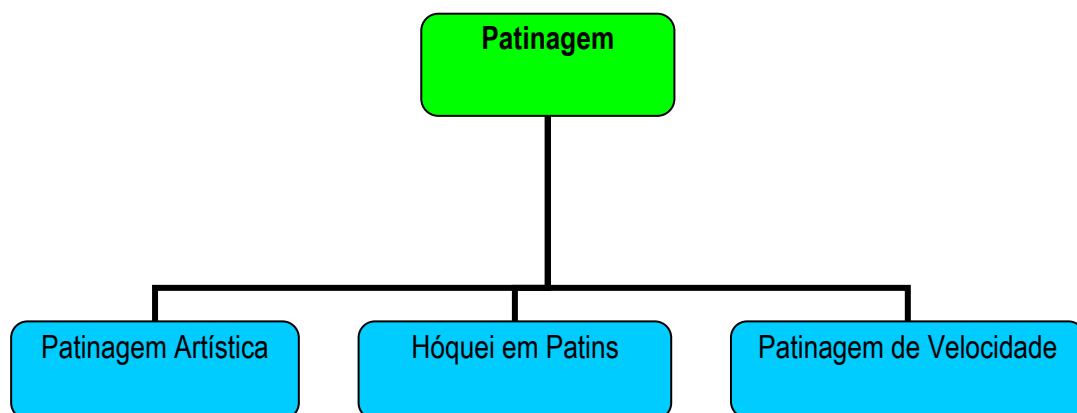 Patinagem
Patinagem Artística
Hóquei em Patins
Patinagem de Velocidade